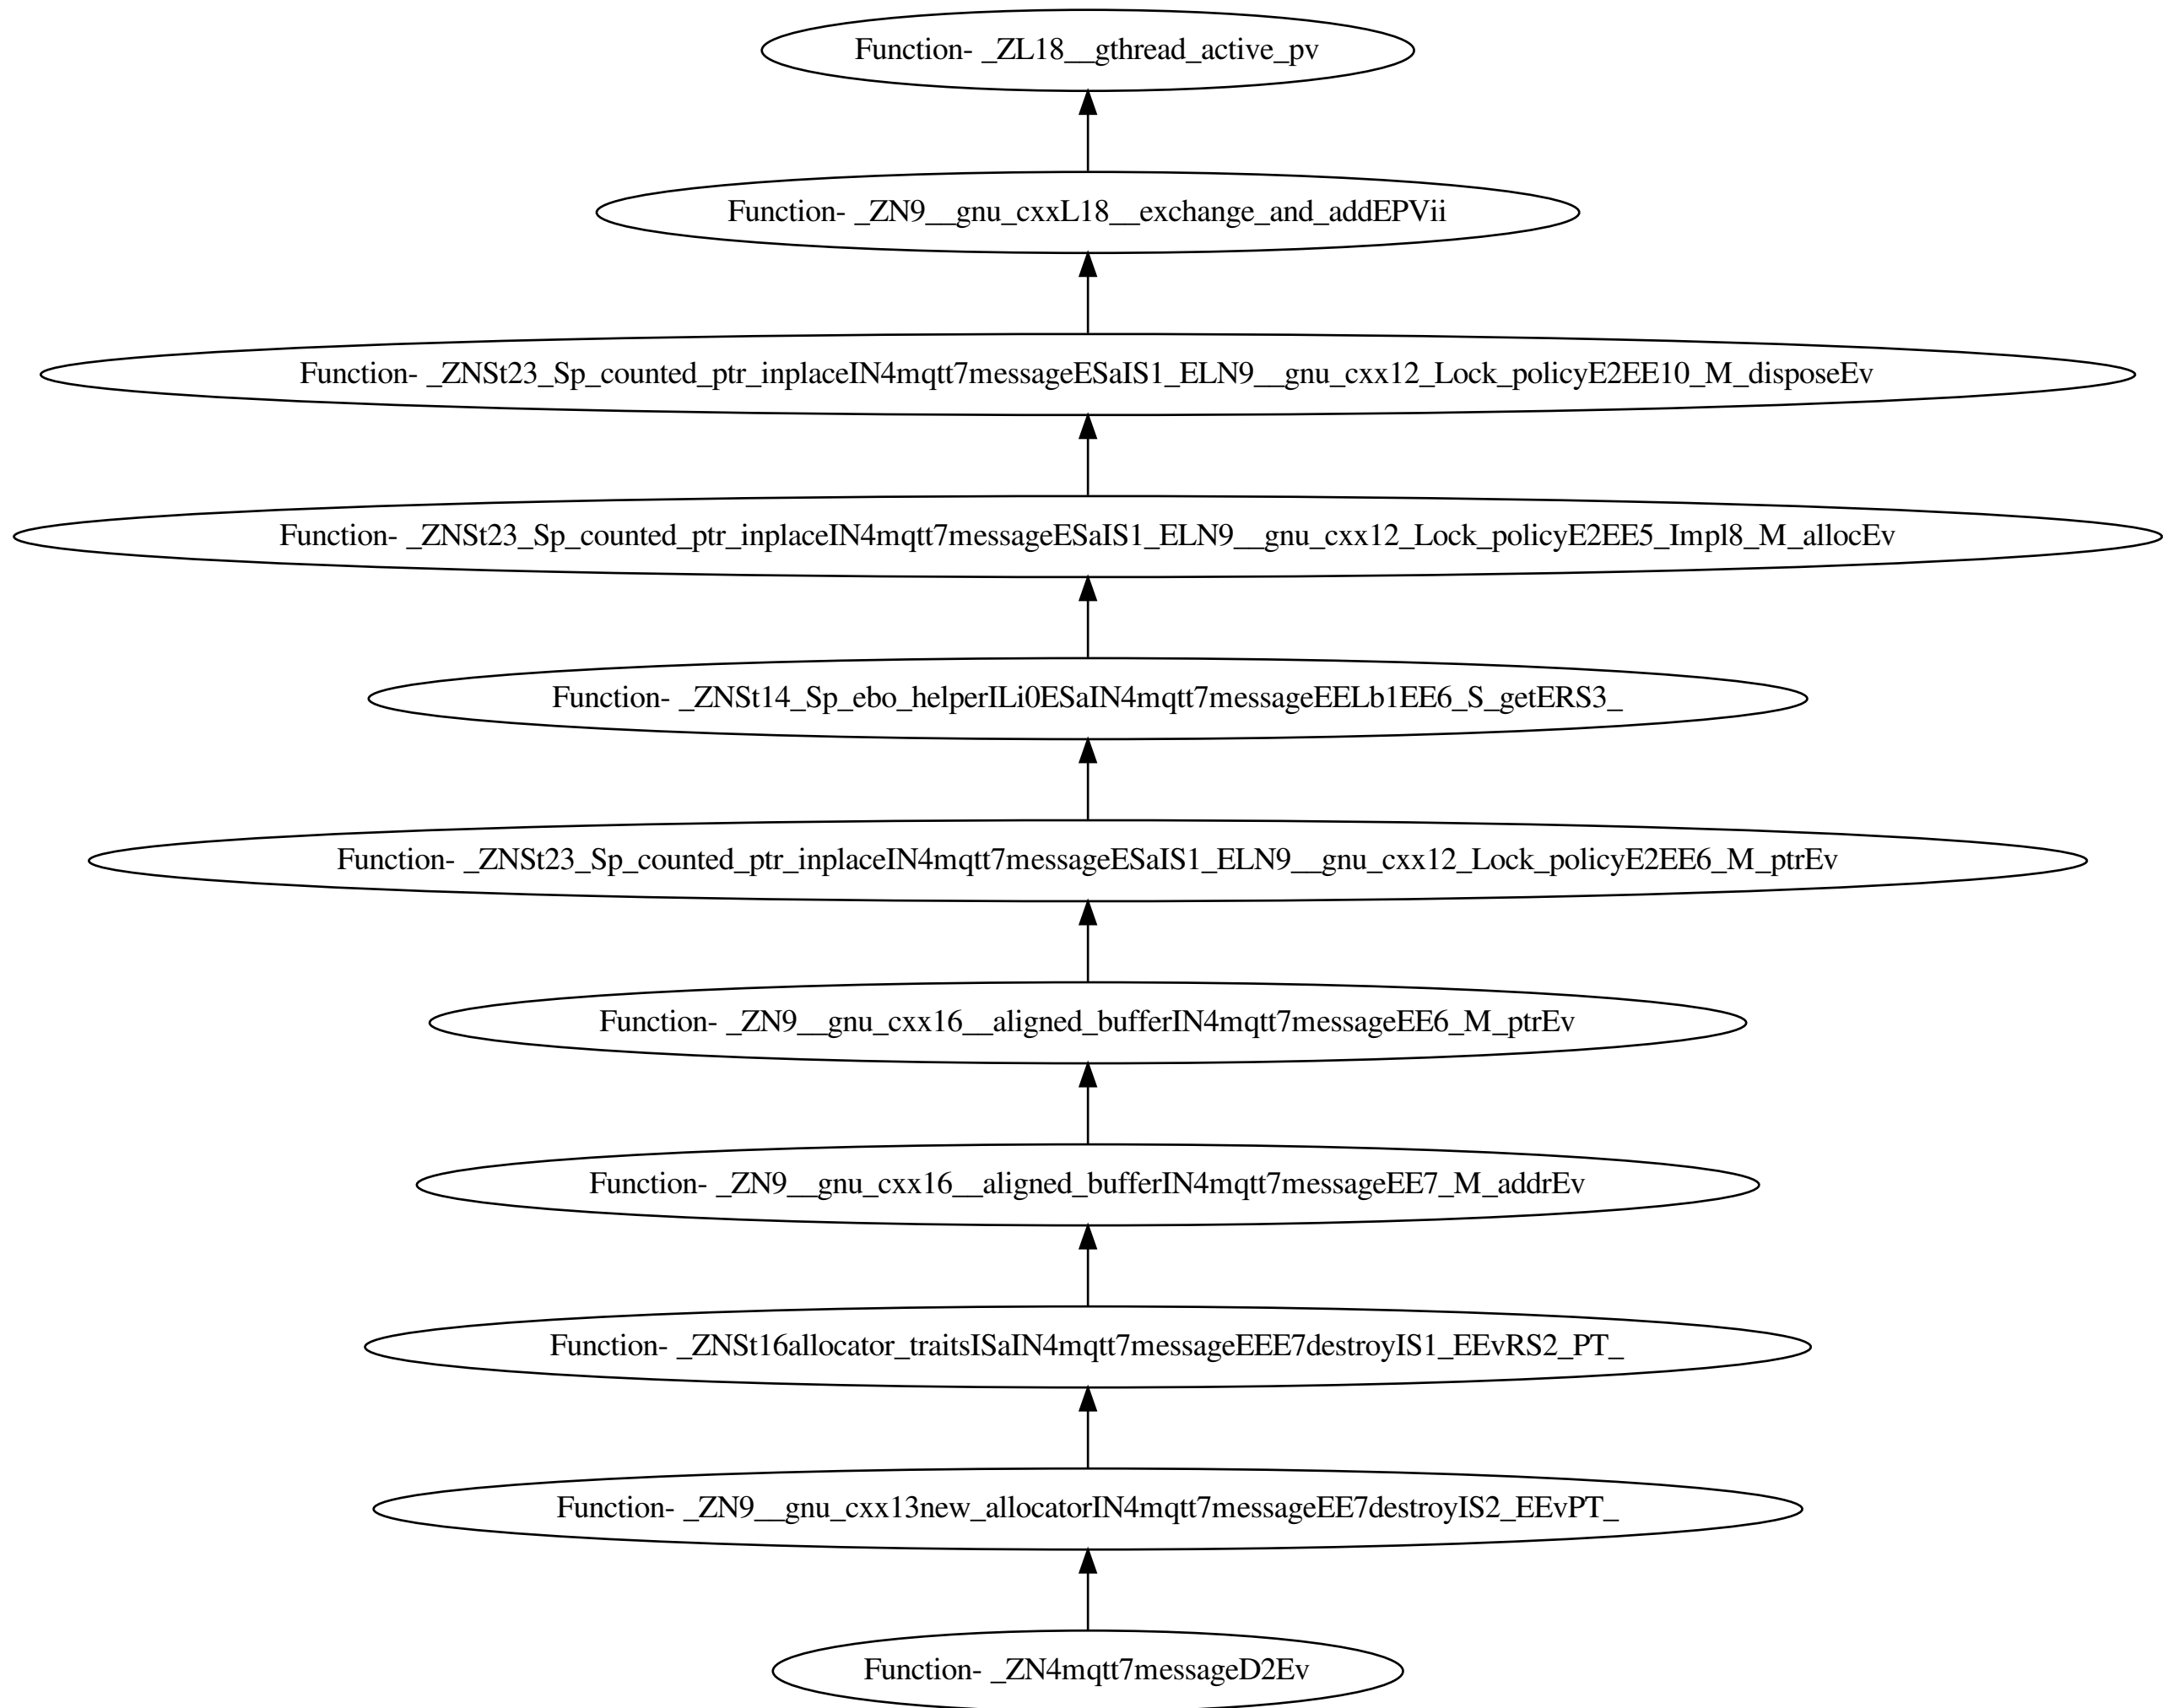 Function- _ZL18__gthread_active_pv
Function- _ZN9__gnu_cxxL18__exchange_and_addEPVii
Function- _ZNSt23_Sp_counted_ptr_inplaceIN4mqtt7messageESaIS1_ELN9__gnu_cxx12_Lock_policyE2EE10_M_disposeEv
Function- _ZNSt23_Sp_counted_ptr_inplaceIN4mqtt7messageESaIS1_ELN9__gnu_cxx12_Lock_policyE2EE5_Impl8_M_allocEv
Function- _ZNSt14_Sp_ebo_helperILi0ESaIN4mqtt7messageEELb1EE6_S_getERS3_
Function- _ZNSt23_Sp_counted_ptr_inplaceIN4mqtt7messageESaIS1_ELN9__gnu_cxx12_Lock_policyE2EE6_M_ptrEv
Function- _ZN9__gnu_cxx16__aligned_bufferIN4mqtt7messageEE6_M_ptrEv
Function- _ZN9__gnu_cxx16__aligned_bufferIN4mqtt7messageEE7_M_addrEv
Function- _ZNSt16allocator_traitsISaIN4mqtt7messageEEE7destroyIS1_EEvRS2_PT_
Function- _ZN9__gnu_cxx13new_allocatorIN4mqtt7messageEE7destroyIS2_EEvPT_
Function- _ZN4mqtt7messageD2Ev